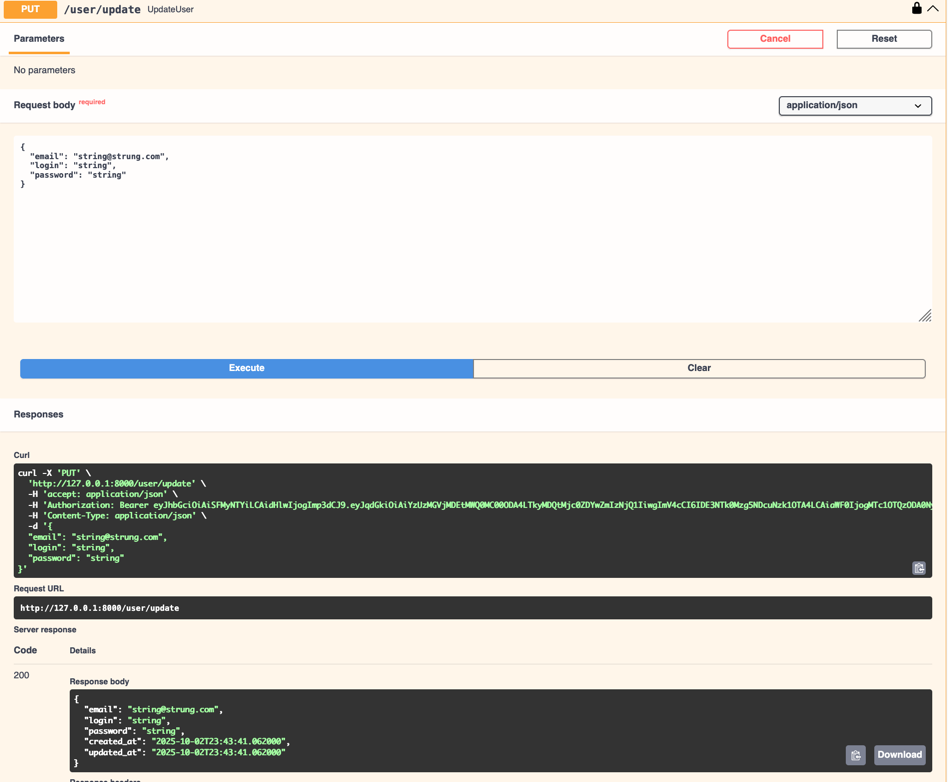 PUT /user/update UpdateUser
Parameters
Cancel
Reset
No parameters
Request body required
application/json
{
"email": "string@strung.com",
"login": "string",
"password": "string"
}
Execute
Clear
Responses
Curl
curl -X 'PUT' \
'http://127.0.0.1:8000/user/update' \
-H 'accept: application/json' \
-H 'Authorization: Bearer
-H 'Content-Type: application/json' \
-d '{
"email": "string@strung.com",
"login": "string",
"password": "string"
}'
Request URL
http://127.0.0.1:8000/user/update
Server response
Code Details
200
Response body
{
"email": "string@strung.com",
"login": "string",
"password": "string",
"created_at": "2025-10-02T23:43:41.062000",
"updated_at": "2025-10-02T23:43:41.062000"
}
Download
Response headers